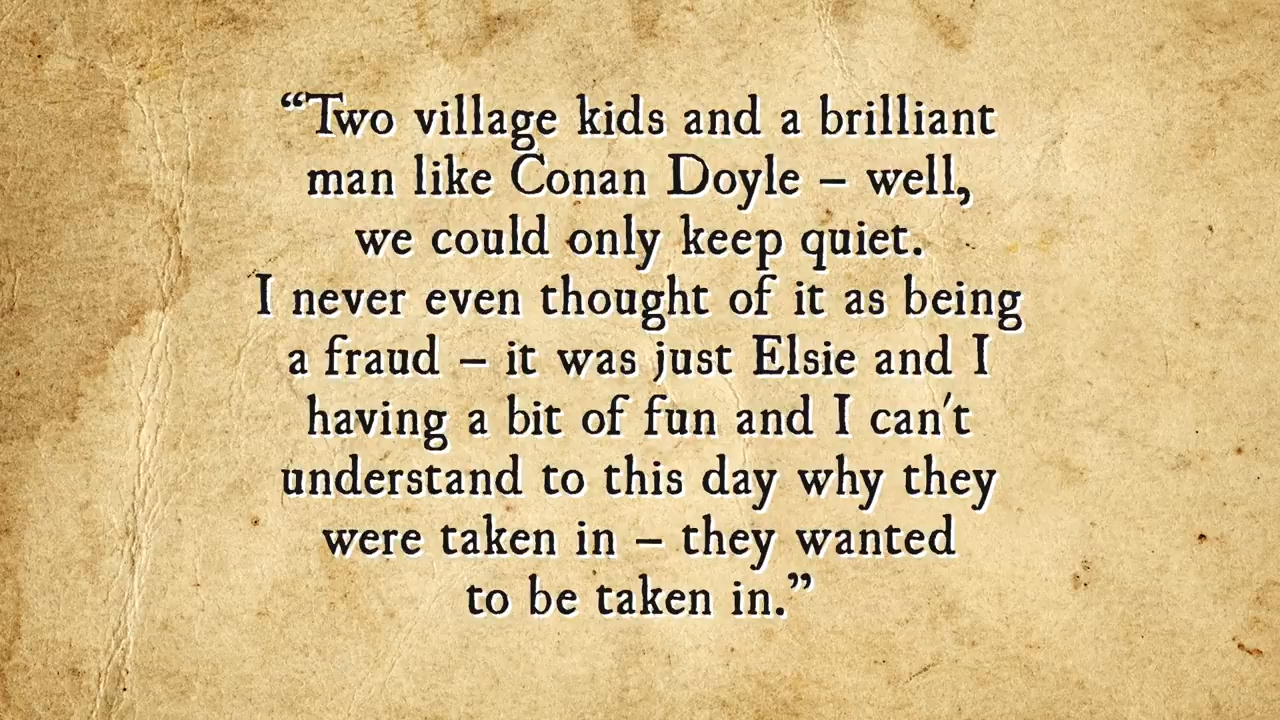 “Two village kids and a brilliant
man like Conan Doyle – well,
we could only keep quiet.
I never even thought of it as being
a fraud – it was just Elsie and I
having a bit of fun and I can't
understand to this day why they
were taken in – they wanted
to be taken in.”